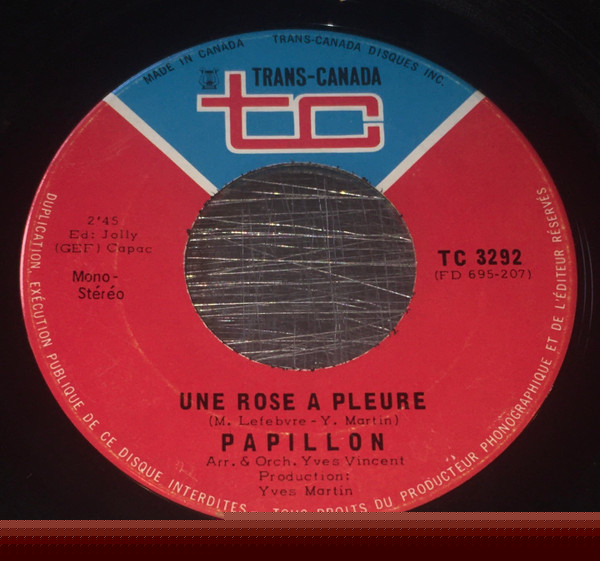 MADE IN CANADA TRANS-CANADA DISQUES INC.
TRANS-CANADA
tc
2'45
Ed: Jolly
(GEF) Capac
Mono-
Stéréo
TC 3292
(FD 695-207)
UNE ROSE A PLEURE
(M. Lefebvre - Y. Martin)
PAPILLON
Arr. & Orch. Yves Vincent
Production:
Yves Martin
DUPLICATION, EXÉCUTION PUBLIQUE DE CE DISQUE INTERDITES. TOUS DROITS DU PRODUCTEUR PHONOGRAPHIQUE ET DE L'ÉDITEUR RÉSERVÉS